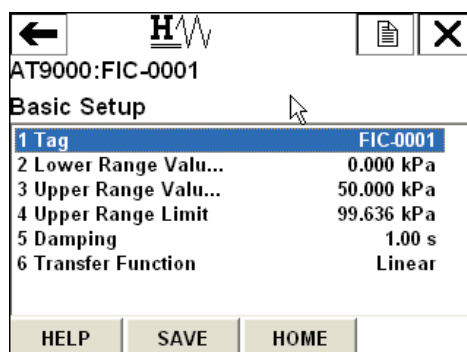 H
AT9000:FIC-0001
Basic Setup
1 Tag FIC-0001
2 Lower Range Valu... 0.000 kPa
3 Upper Range Valu... 50.000 kPa
4 Upper Range Limit 99.636 kPa
5 Damping 1.00 s
6 Transfer Function Linear
HELP SAVE HOME